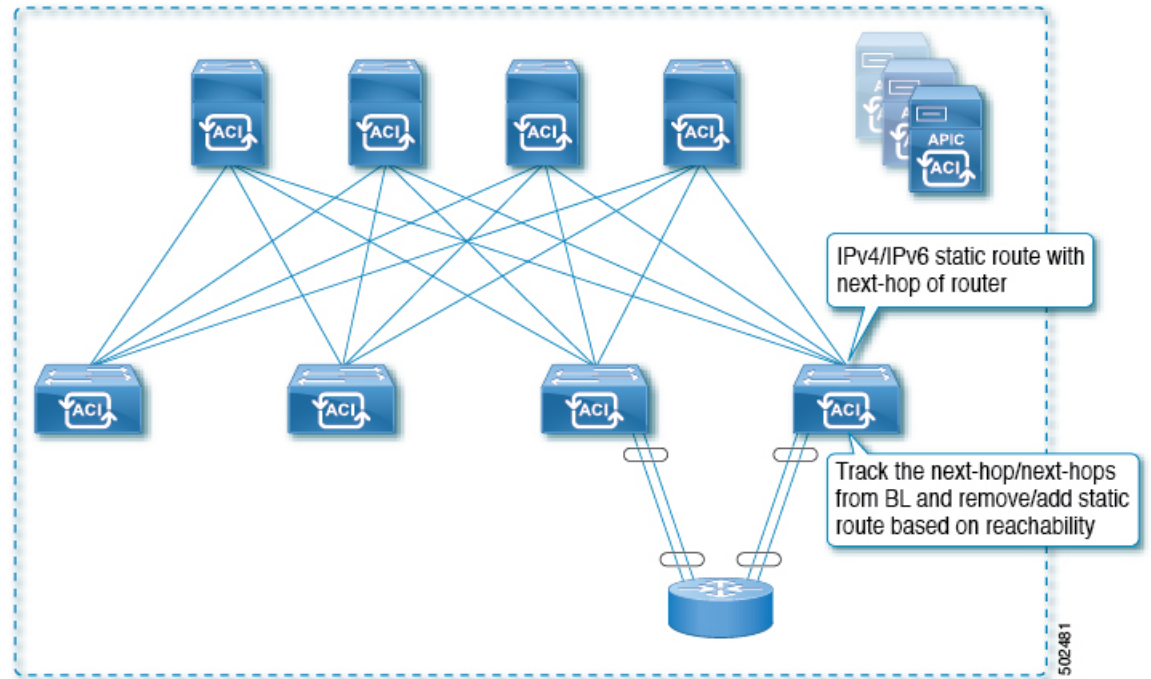 ACI
ACI
ACI
ACI
APIC
ACI
IPv4/IPv6 static route with
next-hop of router
ACI
ACI
ACI
ACI
Track the next-hop/next-hops
from BL and remove/add static
route based on reachability
502481